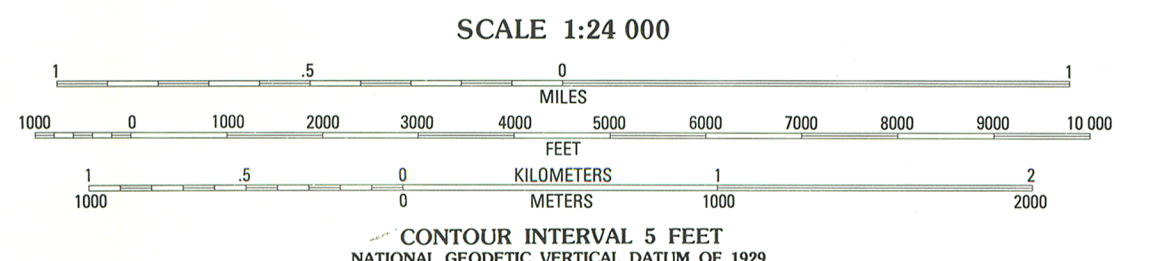 SCALE 1:24 000
1 .5 0 1
MILES
1000 0 1000 2000 3000 4000 5000 6000 7000 8000 9000 10 000
FEET
1 .5 0 KILOMETERS 1 2
1000 0 METERS 1000 2000
CONTOUR INTERVAL 5 FEET
NATIONAL GEODETIC VERTICAL DATUM OF 1929